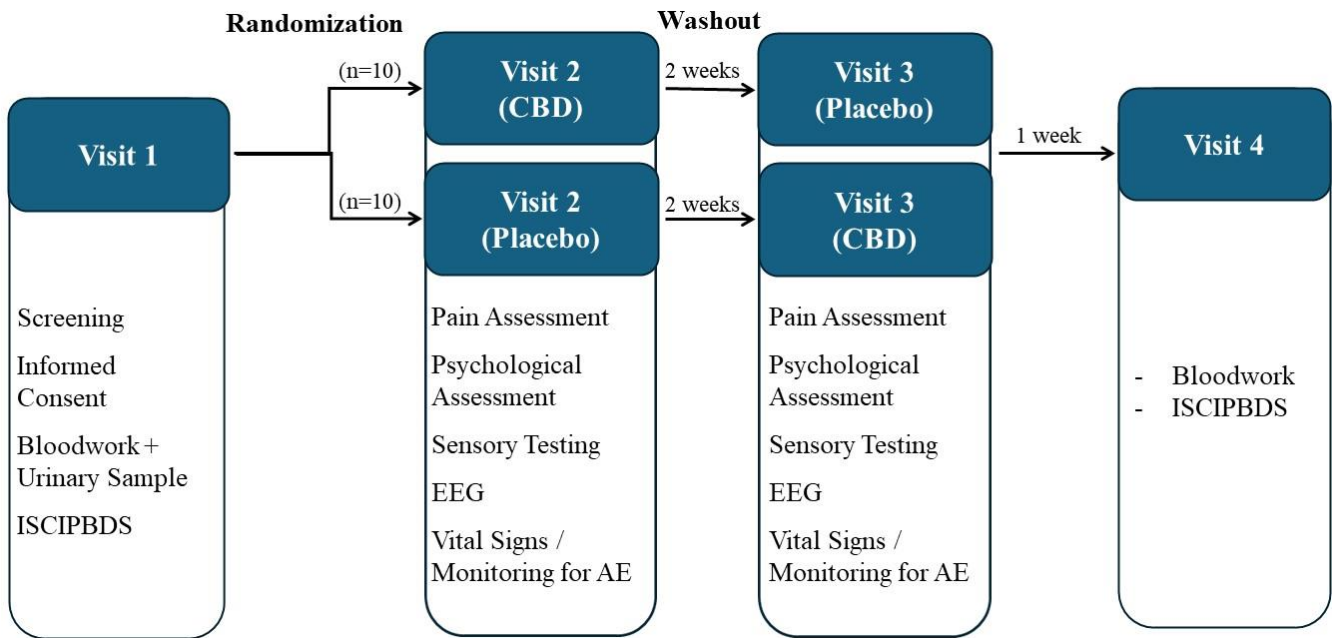 Randomization
Washout
(n=10)
(n=10)
2 weeks
2 weeks
1 week
Visit 1
Screening
Informed
Consent
Bloodwork +
Urinary Sample
ISCIPBDS
Visit 2
(CBD)
Visit 2
(Placebo)
Pain Assessment
Psychological
Assessment
Sensory Testing
EEG
Vital Signs /
Monitoring for AE
Visit 3
(Placebo)
Visit 3
(CBD)
Pain Assessment
Psychological
Assessment
Sensory Testing
EEG
Vital Signs /
Monitoring for AE
Visit 4
- Bloodwork
- ISCIPBDS